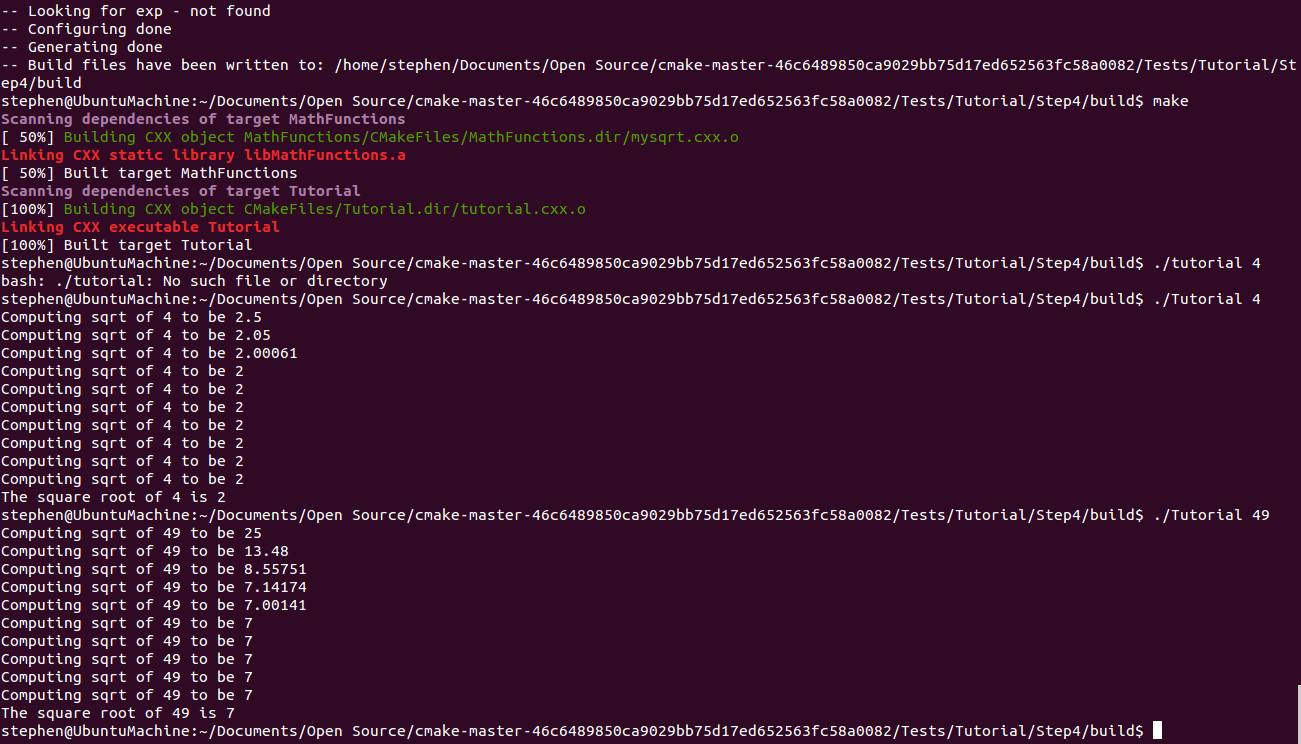 -- Looking for exp - not found
-- Configuring done
-- Generating done
-- Build files have been written to: /home/stephen/Documents/Open Source/cmake-master-46c6489850ca9029bb75d17ed652563fc58a0082/Tests/Tutorial/St
ep4/build
stephen@UbuntuMachine:~/Documents/Open Source/cmake-master-46c6489850ca9029bb75d17ed652563fc58a0082/Tests/Tutorial/Step4/build$ make
Scanning dependencies of target MathFunctions
[ 50%] Building CXX object MathFunctions/CMakeFiles/MathFunctions.dir/mysqrt.cxx.o
Linking CXX static library libMathFunctions.a
[ 50%] Built target MathFunctions
Scanning dependencies of target Tutorial
[100%] Building CXX object CMakeFiles/Tutorial.dir/tutorial.cxx.o
Linking CXX executable Tutorial
[100%] Built target Tutorial
stephen@UbuntuMachine:~/Documents/Open Source/cmake-master-46c6489850ca9029bb75d17ed652563fc58a0082/Tests/Tutorial/Step4/build$ ./tutorial 4
bash: ./tutorial: No such file or directory
stephen@UbuntuMachine:~/Documents/Open Source/cmake-master-46c6489850ca9029bb75d17ed652563fc58a0082/Tests/Tutorial/Step4/build$ ./Tutorial 4
Computing sqrt of 4 to be 2.5
Computing sqrt of 4 to be 2.05
Computing sqrt of 4 to be 2.00061
Computing sqrt of 4 to be 2
Computing sqrt of 4 to be 2
Computing sqrt of 4 to be 2
Computing sqrt of 4 to be 2
Computing sqrt of 4 to be 2
Computing sqrt of 4 to be 2
Computing sqrt of 4 to be 2
The square root of 4 is 2
stephen@UbuntuMachine:~/Documents/Open Source/cmake-master-46c6489850ca9029bb75d17ed652563fc58a0082/Tests/Tutorial/Step4/build$ ./Tutorial 49
Computing sqrt of 49 to be 25
Computing sqrt of 49 to be 13.48
Computing sqrt of 49 to be 8.55751
Computing sqrt of 49 to be 7.14174
Computing sqrt of 49 to be 7.00141
Computing sqrt of 49 to be 7
Computing sqrt of 49 to be 7
Computing sqrt of 49 to be 7
Computing sqrt of 49 to be 7
Computing sqrt of 49 to be 7
The square root of 49 is 7
stephen@UbuntuMachine:~/Documents/Open Source/cmake-master-46c6489850ca9029bb75d17ed652563fc58a0082/Tests/Tutorial/Step4/build$